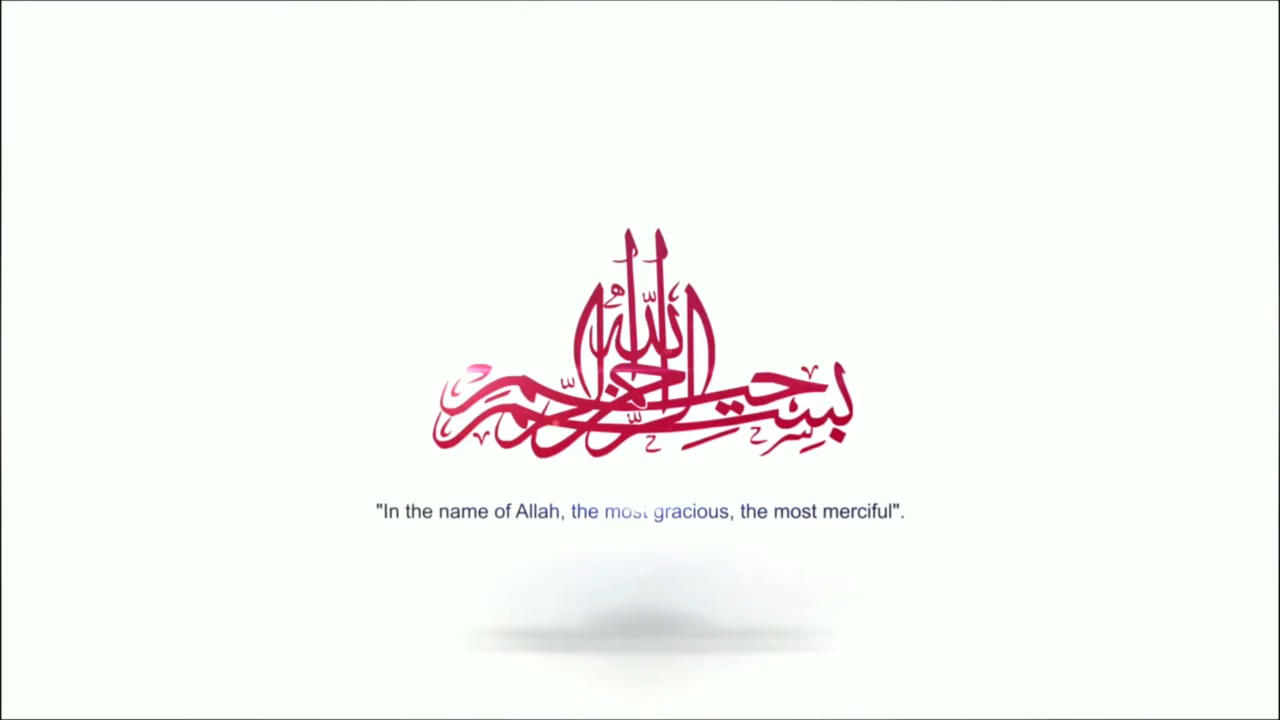 بسم الله الرحمن الرحيم
"In the name of Allah, the most gracious, the most merciful".